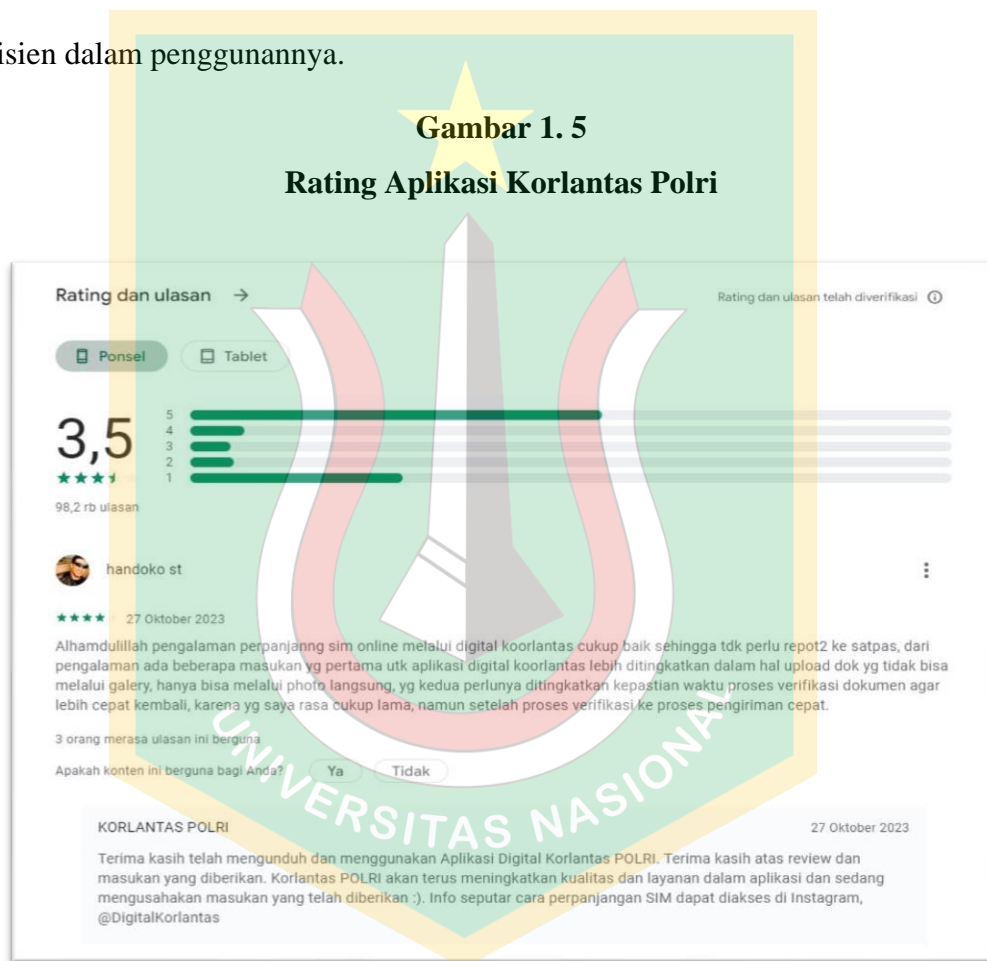 isien dalam penggunannya.
Gambar 1. 5
Rating Aplikasi Korlantas Polri
Rating dan ulasan →
Rating dan ulasan telah diverifikasi
Ponsel
Tablet
3,5
5
4
3
2
1
98,2 rb ulasan
handoko st
27 Oktober 2023
Alhamdulillah pengalaman perpanjanng sim online melalui digital koorlantas cukup baik sehingga tdk perlu repot2 ke satpas, dari
pengalaman ada beberapa masukan yg pertama utk aplikasi digital koorlantas lebih ditingkatkan dalam hal upload dok yg tidak bisa
melalui galery, hanya bisa melalui photo langsung, yg kedua perlunya ditingkatkan kepastian waktu proses verifikasi dokumen agar
lebih cepat kembali, karena yg saya rasa cukup lama, namun setelah proses verifikasi ke proses pengiriman cepat.
3 orang merasa ulasan ini berguna
Apakah konten ini berguna bagi Anda?
Ya
Tidak
KORLANTAS POLRI
27 Oktober 2023
Terima kasih telah mengunduh dan menggunakan Aplikasi Digital Korlantas POLRI. Terima kasih atas review dan
masukan yang diberikan. Korlantas POLRI akan terus meningkatkan kualitas dan layanan dalam aplikasi dan sedang
mengusahakan masukan yang telah diberikan :). Info seputar cara perpanjangan SIM dapat diakses di Instagram,
@DigitalKorlantas
UNIVERSITAS NASIONAL